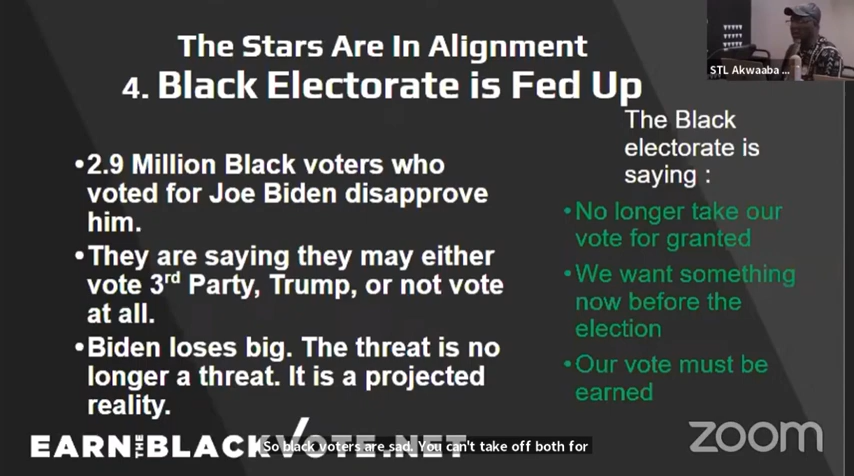 The Stars Are In Alignment
4. Black Electorate is Fed Up
STL Akwaaba ...
•2.9 Million Black voters who
voted for Joe Biden disapprove
him.
•They are saying they may either
vote 3rd Party, Trump, or not vote
at all.
•Biden loses big. The threat is no
longer a threat. It is a projected
reality.
The Black
electorate is
saying :
•No longer take our
vote for granted
•We want something
now before the
election
•Our vote must be
earned
EARN THE BLACK VOTE.NET
So black voters are sad. You can't take off both for
zoom